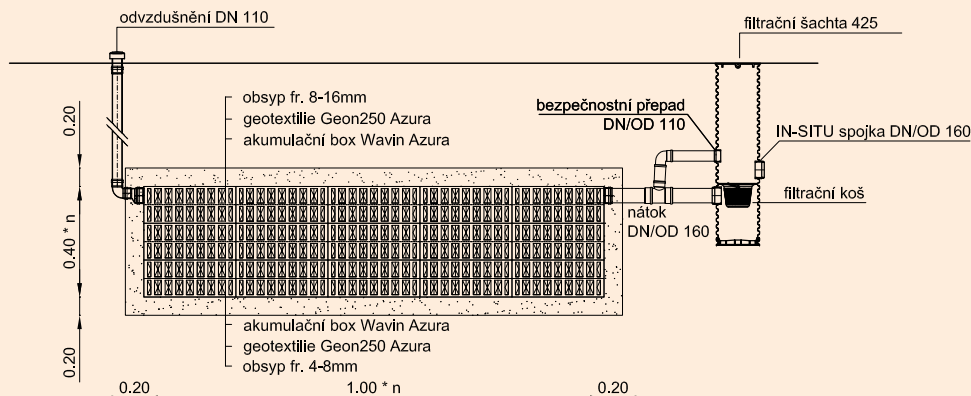 odvzdušnění DN 110
filtrační šachta 425
obsyp fr. 8-16mm
geotextilie Geon250 Azura
akumulační box Wavin Azura
bezpečnostní přepad
DN/OD 110
IN-SITU spojka DN/OD 160
filtrační koš
nátok
DN/OD 160
0.20
0.40 * n
0.20
akumulační box Wavin Azura
geotextilie Geon250 Azura
obsyp fr. 4-8mm
0.20
1.00 * n
0.20